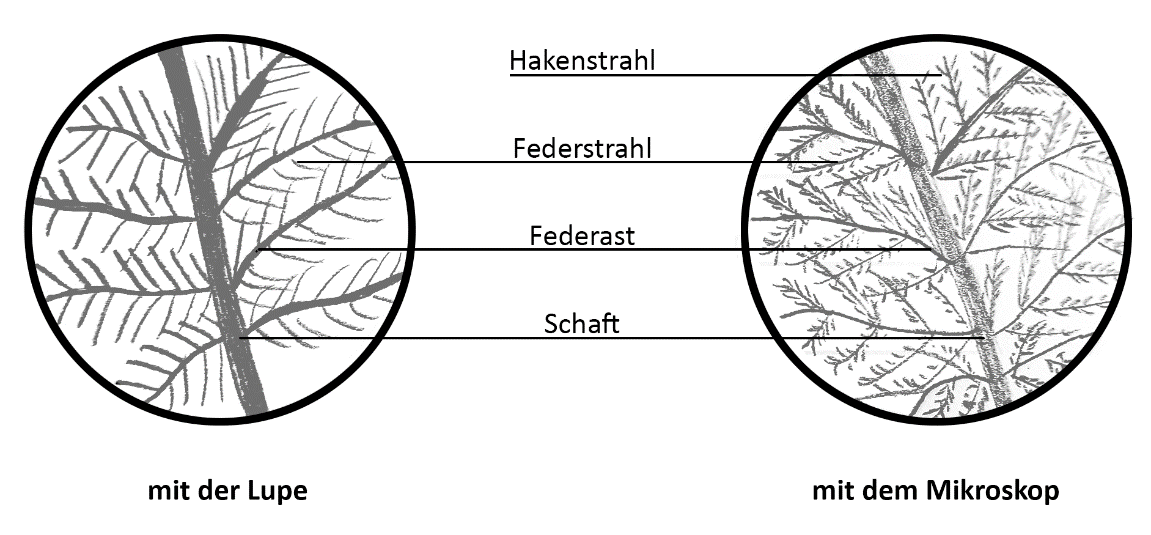 Hakenstrahl
Federstrahl
Federast
Schaft
mit der Lupe
mit dem Mikroskop